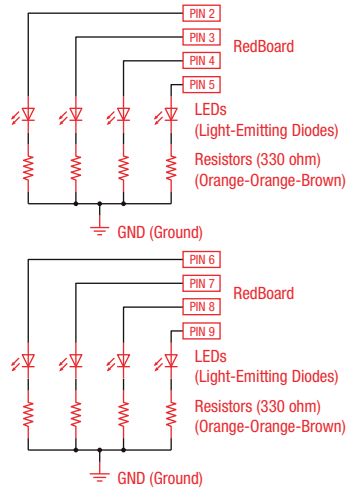 PIN 2
PIN 3
RedBoard
PIN 4
PIN 5
LEDs
(Light-Emitting Diodes)
Resistors (330 ohm)
(Orange-Orange-Brown)
GND (Ground)
PIN 6
PIN 7
RedBoard
PIN 8
PIN 9
LEDs
(Light-Emitting Diodes)
Resistors (330 ohm)
(Orange-Orange-Brown)
GND (Ground)